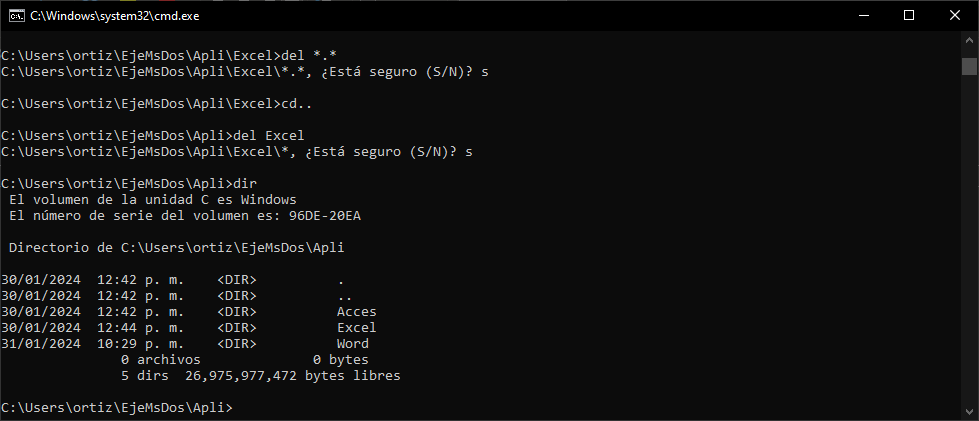 C:\Windows\system32\cmd.exe
C:\Users\ortiz\EjeMsDos\Apli\Excel>del *.*
C:\Users\ortiz\EjeMsDos\Apli\Excel\*.*, ¿Está seguro (S/N)? s
C:\Users\ortiz\EjeMsDos\Apli\Excel>cd..
C:\Users\ortiz\EjeMsDos\Apli>del Excel
C:\Users\ortiz\EjeMsDos\Apli\Excel\*, ¿Está seguro (S/N)? s
C:\Users\ortiz\EjeMsDos\Apli>dir
El volumen de la unidad C es Windows
El número de serie del volumen es: 96DE-20EA
Directorio de C:\Users\ortiz\EjeMsDos\Apli
30/01/2024  12:42 p. m.    <DIR>          .
30/01/2024  12:42 p. m.    <DIR>          ..
30/01/2024  12:42 p. m.    <DIR>          Acces
30/01/2024  12:44 p. m.    <DIR>          Excel
31/01/2024  10:29 p. m.    <DIR>          Word
0 archivos              0 bytes
5 dirs  26,975,977,472 bytes libres
C:\Users\ortiz\EjeMsDos\Apli>